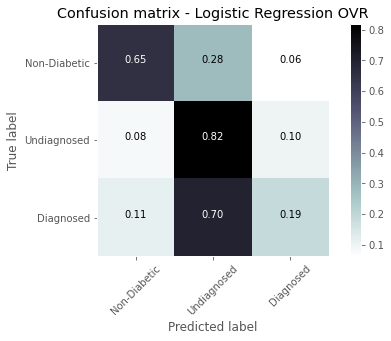 Confusion matrix - Logistic Regression OVR
True label
Non-Diabetic 0.65 0.28 0.06
Undiagnosed 0.08 0.82 0.10
Diagnosed 0.11 0.70 0.19
Non-Diabetic Undiagnosed Diagnosed
Predicted label
0.8
0.7
0.6
0.5
0.4
0.3
0.2
0.1